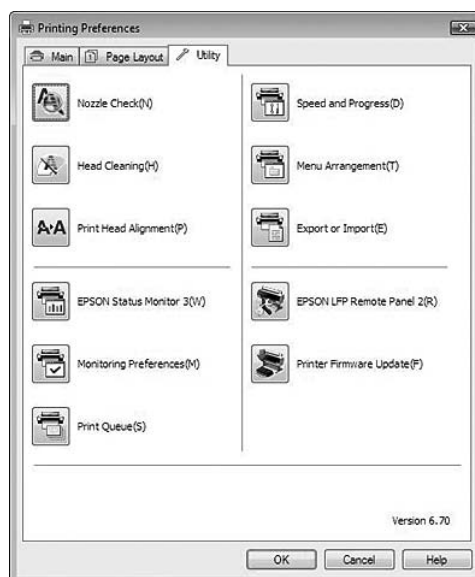 Printing Preferences
Main
1
Page Layout
Utility
Nozzle Check(N)
Head Cleaning(H)
A▸A
Print Head Alignment(P)
EPSON Status Monitor 3(W)
Monitoring Preferences(M)
Print Queue(S)
Speed and Progress(D)
Menu Arrangement(T)
Export or Import(E)
EPSON LFP Remote Panel 2(R)
Printer Firmware Update(F)
Version 6.70
OK
Cancel
Help